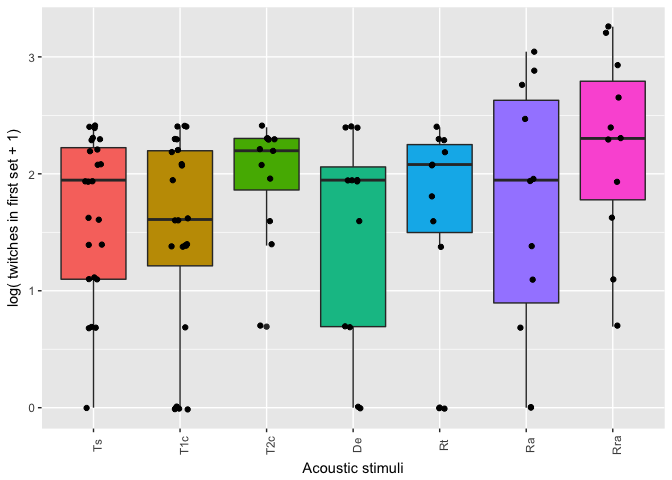 log( twitches in first set + 1)
3
2
1
0
Ts
T1c
T2c
De
Rt
Ra
Rra
Acoustic stimuli